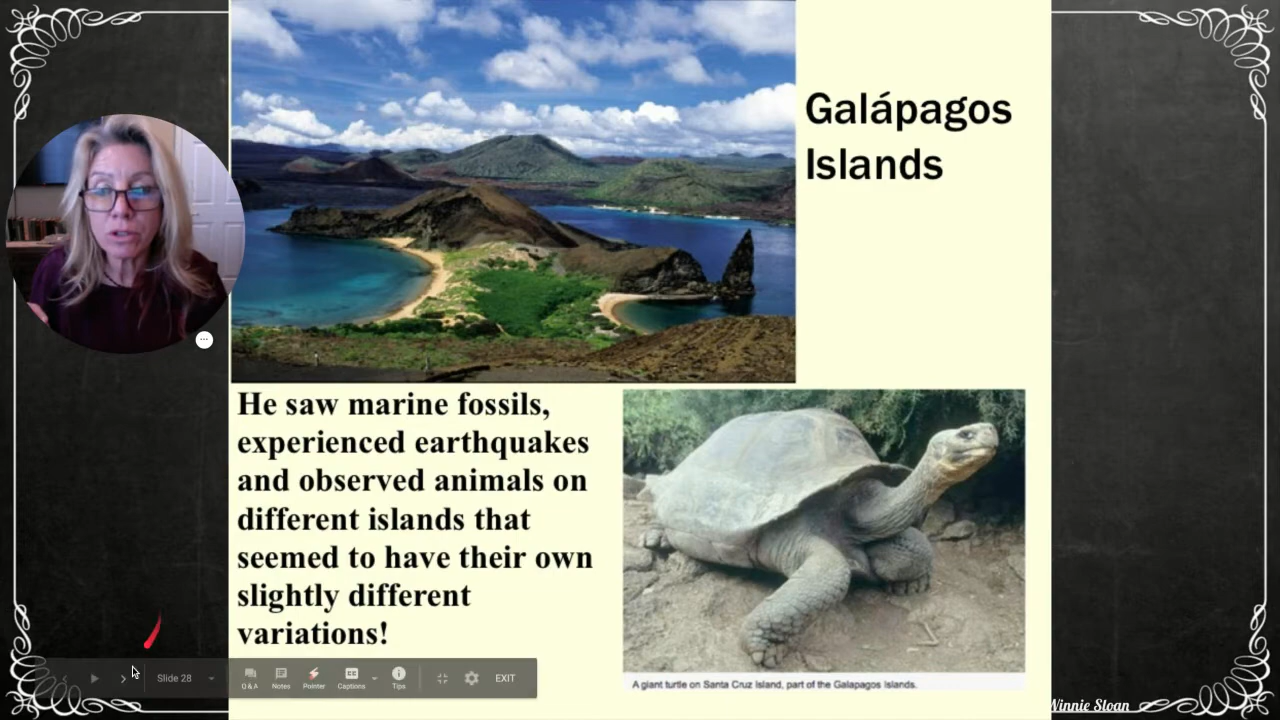 Galápagos
Islands
He saw marine fossils,
experienced earthquakes
and observed animals on
different islands that
seemed to have their own
slightly different
variations!
A giant turtle on Santa Cruz Island, part of the Galapagos Islands.
Slide 28
Q & A
Notes
Pointer
Captions
Tips
EXIT
Winnie Sloan